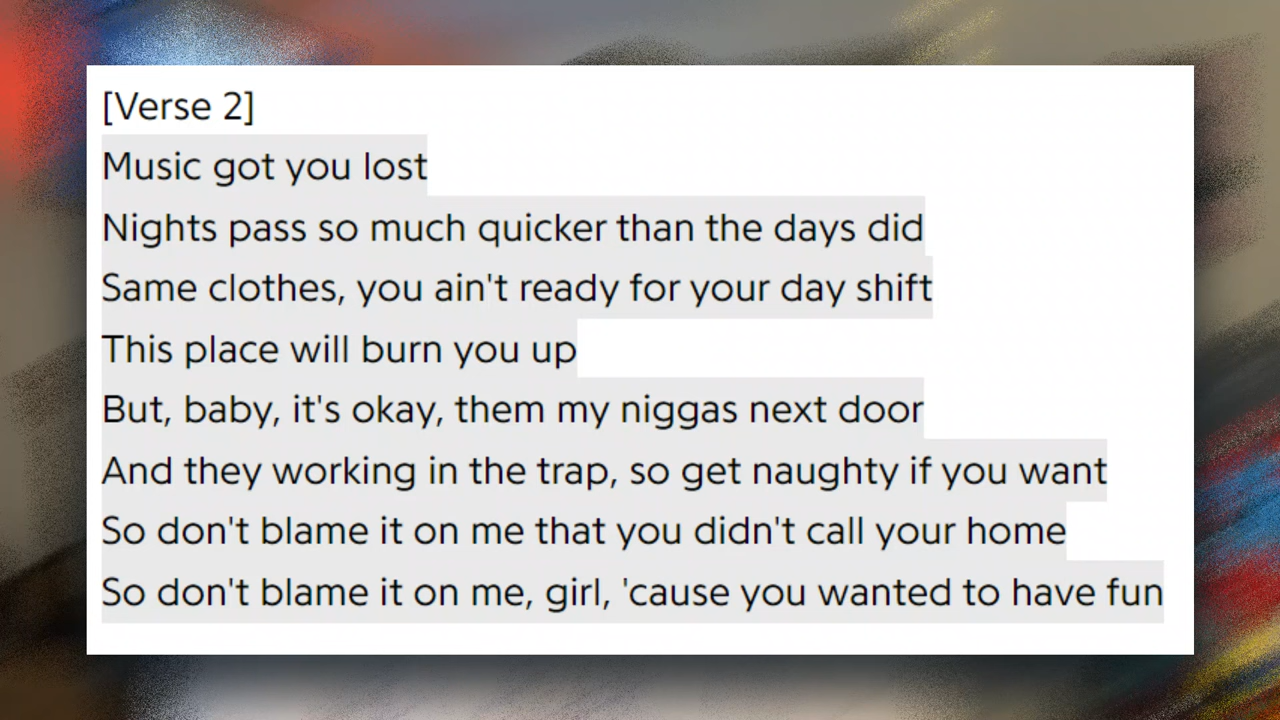 [Verse 2]
Music got you lost
Nights pass so much quicker than the days did
Same clothes, you ain't ready for your day shift
This place will burn you up
But, baby, it's okay, them my niggas next door
And they working in the trap, so get naughty if you want
So don't blame it on me that you didn't call your home
So don't blame it on me, girl, 'cause you wanted to have fun